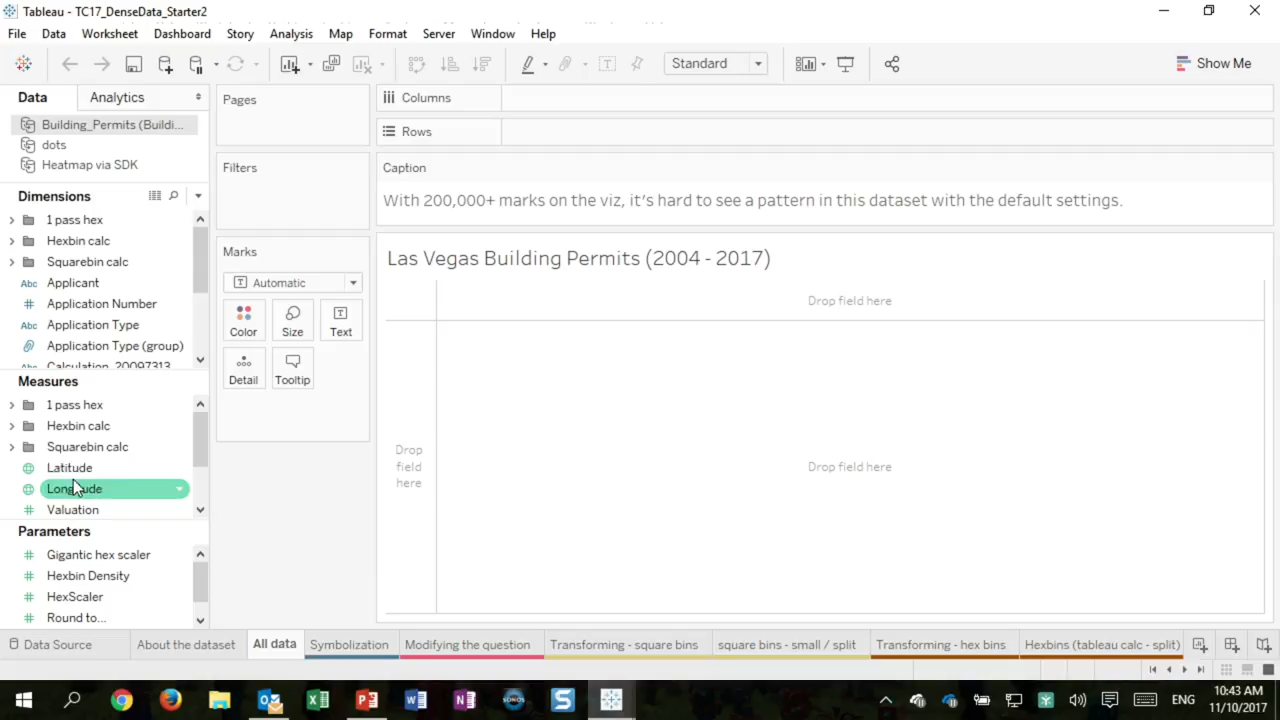 Tableau - TC17_DenseData_Starter2
File Data Worksheet Dashboard Story Analysis Map Format Server Window Help
Standard
Show Me
Data
Analytics
Building_Permits (Buildi...
dots
Heatmap via SDK
Dimensions
1 pass hex
Hexbin calc
Squarebin calc
Abc Applicant
# Application Number
Abc Application Type
Application Type (group)
Abc Calculation_20097313
Measures
1 pass hex
Hexbin calc
Squarebin calc
Latitude
Longitude
# Valuation
Parameters
# Gigantic hex scaler
# Hexbin Density
# HexScaler
# Round to...
Pages
Filters
Marks
T Automatic
Color
Size
T Text
Detail
Tooltip
Columns
Rows
Caption
With 200,000+ marks on the viz, it's hard to see a pattern in this dataset with the default settings.
Las Vegas Building Permits (2004 - 2017)
Drop field here
Drop
field
here
Drop field here
Data Source
About the dataset
All data
Symbolization
Modifying the question
Transforming - square bins
square bins - small / split
Transforming - hex bins
Hexbins (tableau calc - split)
SONOS
ENG
10:43 AM
11/10/2017